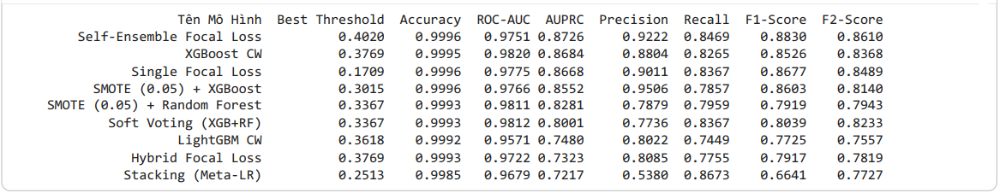 Tên Mô Hình Best Threshold Accuracy ROC-AUC AUPRC Precision Recall F1-Score F2-Score
Self-Ensemble Focal Loss 0.4020 0.9996 0.9751 0.8726 0.9222 0.8469 0.8830 0.8610
XGBoost CW 0.3769 0.9995 0.9820 0.8684 0.8804 0.8265 0.8526 0.8368
Single Focal Loss 0.1709 0.9996 0.9775 0.8668 0.9011 0.8367 0.8677 0.8489
SMOTE (0.05) + XGBoost 0.3015 0.9996 0.9766 0.8552 0.9506 0.7857 0.8603 0.8140
SMOTE (0.05) + Random Forest 0.3367 0.9993 0.9811 0.8281 0.7879 0.7959 0.7919 0.7943
Soft Voting (XGB+RF) 0.3367 0.9993 0.9812 0.8001 0.7736 0.8367 0.8039 0.8233
LightGBM CW 0.3618 0.9992 0.9571 0.7480 0.8022 0.7449 0.7725 0.7557
Hybrid Focal Loss 0.3769 0.9993 0.9722 0.7323 0.8085 0.7755 0.7917 0.7819
Stacking (Meta-LR) 0.2513 0.9985 0.9679 0.7217 0.5380 0.8673 0.6641 0.7727